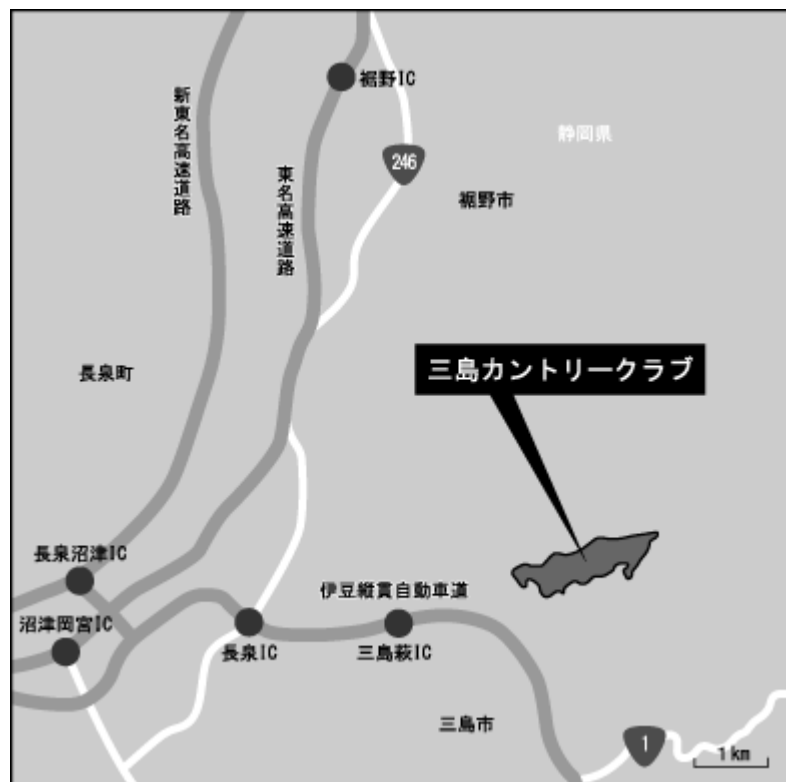 裾野IC
新東名高速道路
静岡県
246
東名高速道路
裾野市
三島カントリークラブ
長泉町
長泉沼津IC
伊豆縦貫自動車道
沼津岡宮IC
長泉IC
三島萩IC
三島市
1
1km